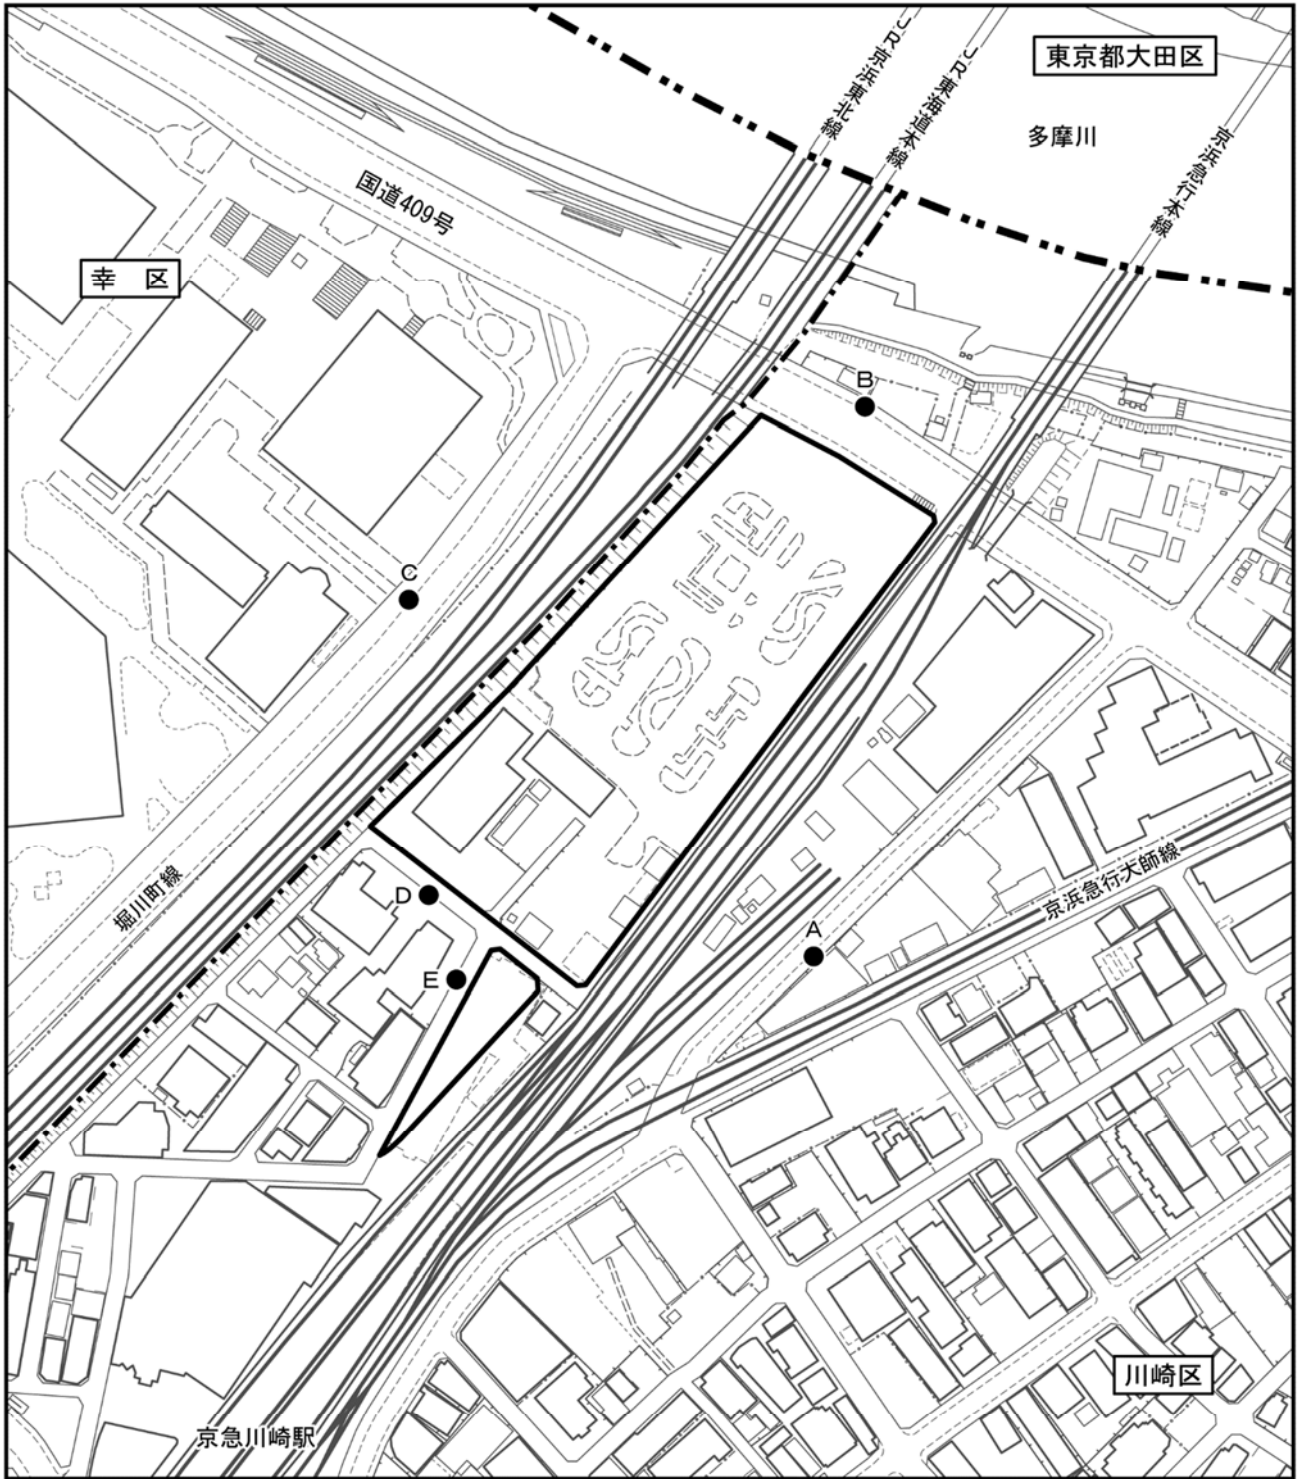 東京都大田区
JR京浜東北線
JR東海道本線
京浜急行本線
多摩川
国道409号
幸 区
B
C
堀川町線
京浜急行大師線
D
A
E
川崎区
京急川崎駅